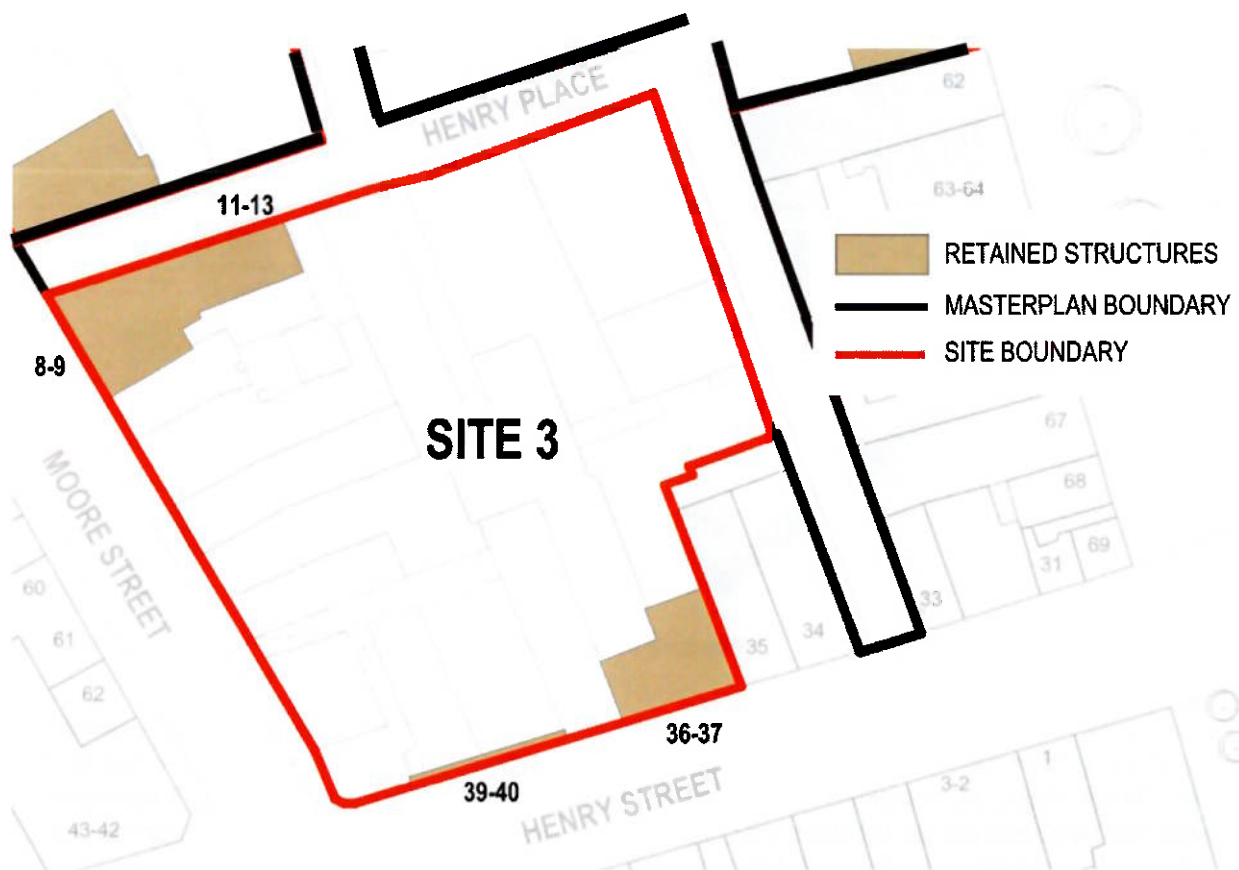 HENRY PLACE
62
63-64
11-13
RETAINED STRUCTURES
MASTERPLAN BOUNDARY
SITE BOUNDARY
8-9
SITE 3
67
MOORE STREET
68
69
31
60
33
61
34
35
62
36-37
39-40
1
3-2
HENRY STREET
43-42